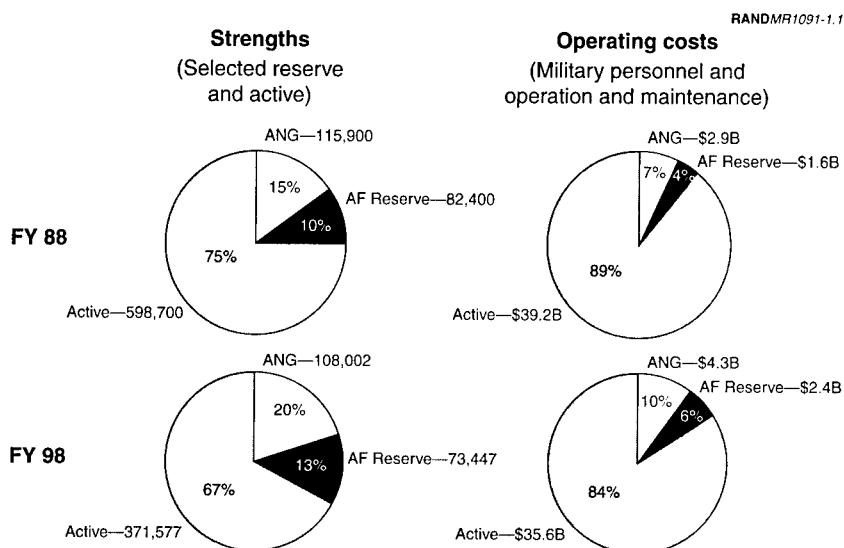 RANDMR1091-1.1
Strengths
(Selected reserve
and active)
Operating costs
(Military personnel and
operation and maintenance)
FY 88
ANG—115,900
15%
AF Reserve—82,400
10%
75%
Active—598,700
ANG—$2.9B
7%
AF Reserve—$1.6B
4%
89%
Active—$39.2B
FY 98
ANG—108,002
20%
AF Reserve—73,447
13%
67%
Active—371,577
ANG—$4.3B
10%
AF Reserve—$2.4B
6%
84%
Active—$35.6B